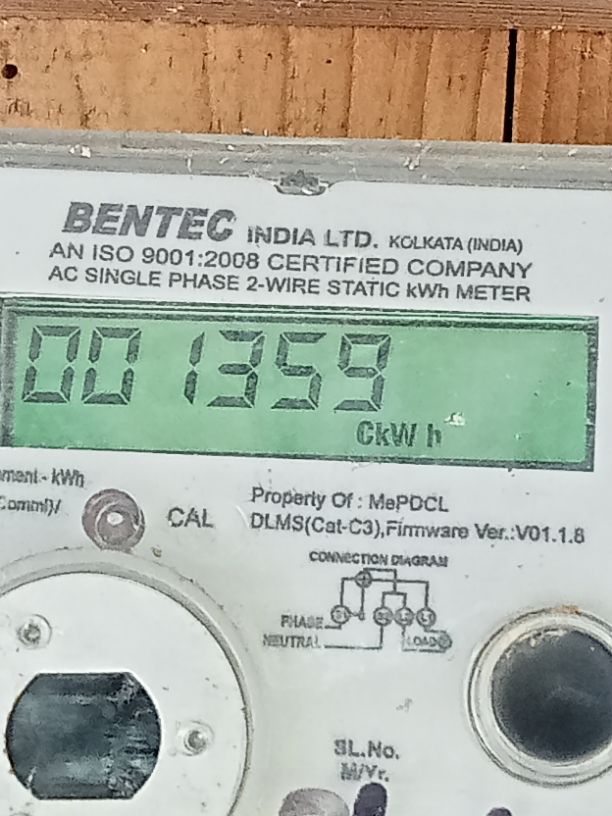 BENTEC INDIA LTD. KOLKATA (INDIA)
AN ISO 9001:2008 CERTIFIED COMPANY
AC SINGLE PHASE 2-WIRE STATIC kWh METER
001359
CkW h
kWh
CAL
Property Of : MePDCL
DLMS(Cat-C3),Firmware Ver.:V01.1.8
CONNECTION DIAGRAM
PHASE
NEUTRAL
LOAD
SL.No.
M/Yr.